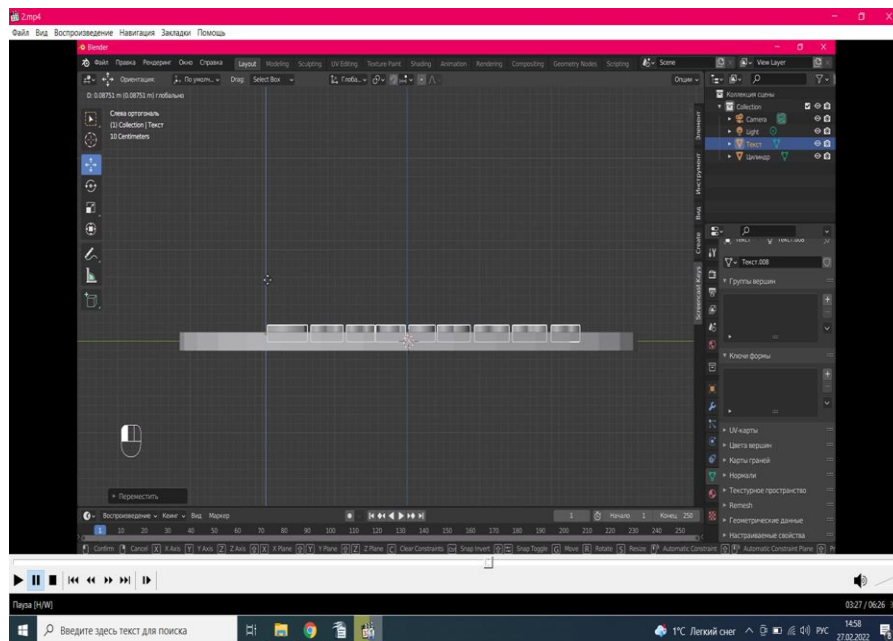 2.mp4
Файл Вид Воспроизведение Навигация Закладки Помощь
Blender
Файл Правка Рендеринг Окно Справка Layout Modeling Sculpting UV Editing Texture Paint Shading Animation Rendering Compositing Geometry Nodes Scripting Scene View Layer
Ориентация: По умолч... Drag: Select Box Глоба... Опции
D: 0.08751 m (0.08751 m) глобально
Слева ортогональ
(1) Collection | Текст
10 Centimeters
Элемент
Инструмент
Вид
Create
Screencast Keys
Коллекция сцены
Collection
Camera
Light
Текст
Цилиндр
Текст.008
Группы вершин
Ключи формы
UV-карты
Цвета вершин
Карты граней
Нормали
Текстурное пространство
Remesh
Геометрические данные
Настраиваемые свойства
Переместить
Воспроизведение Кеинг Вид Маркер 1 Начало 1 Конец 250
1 10 20 30 40 50 60 70 80 90 100 110 120 130 140 150 160 170 180 190 200 210 220 230 240 250
Confirm Cancel X X Axis Y Y Axis Z Z Axis X X Plane Y Y Plane Z Z Plane C Clear Constraints Snap Invert Snap Toggle G Move R Rotate S Resize Automatic Constraint Automatic Constraint Plane
Пауза [H/W] 03:27 / 06:26
Введите здесь текст для поиска 1°C Легкий снег РУС 14:58
27.02.2022